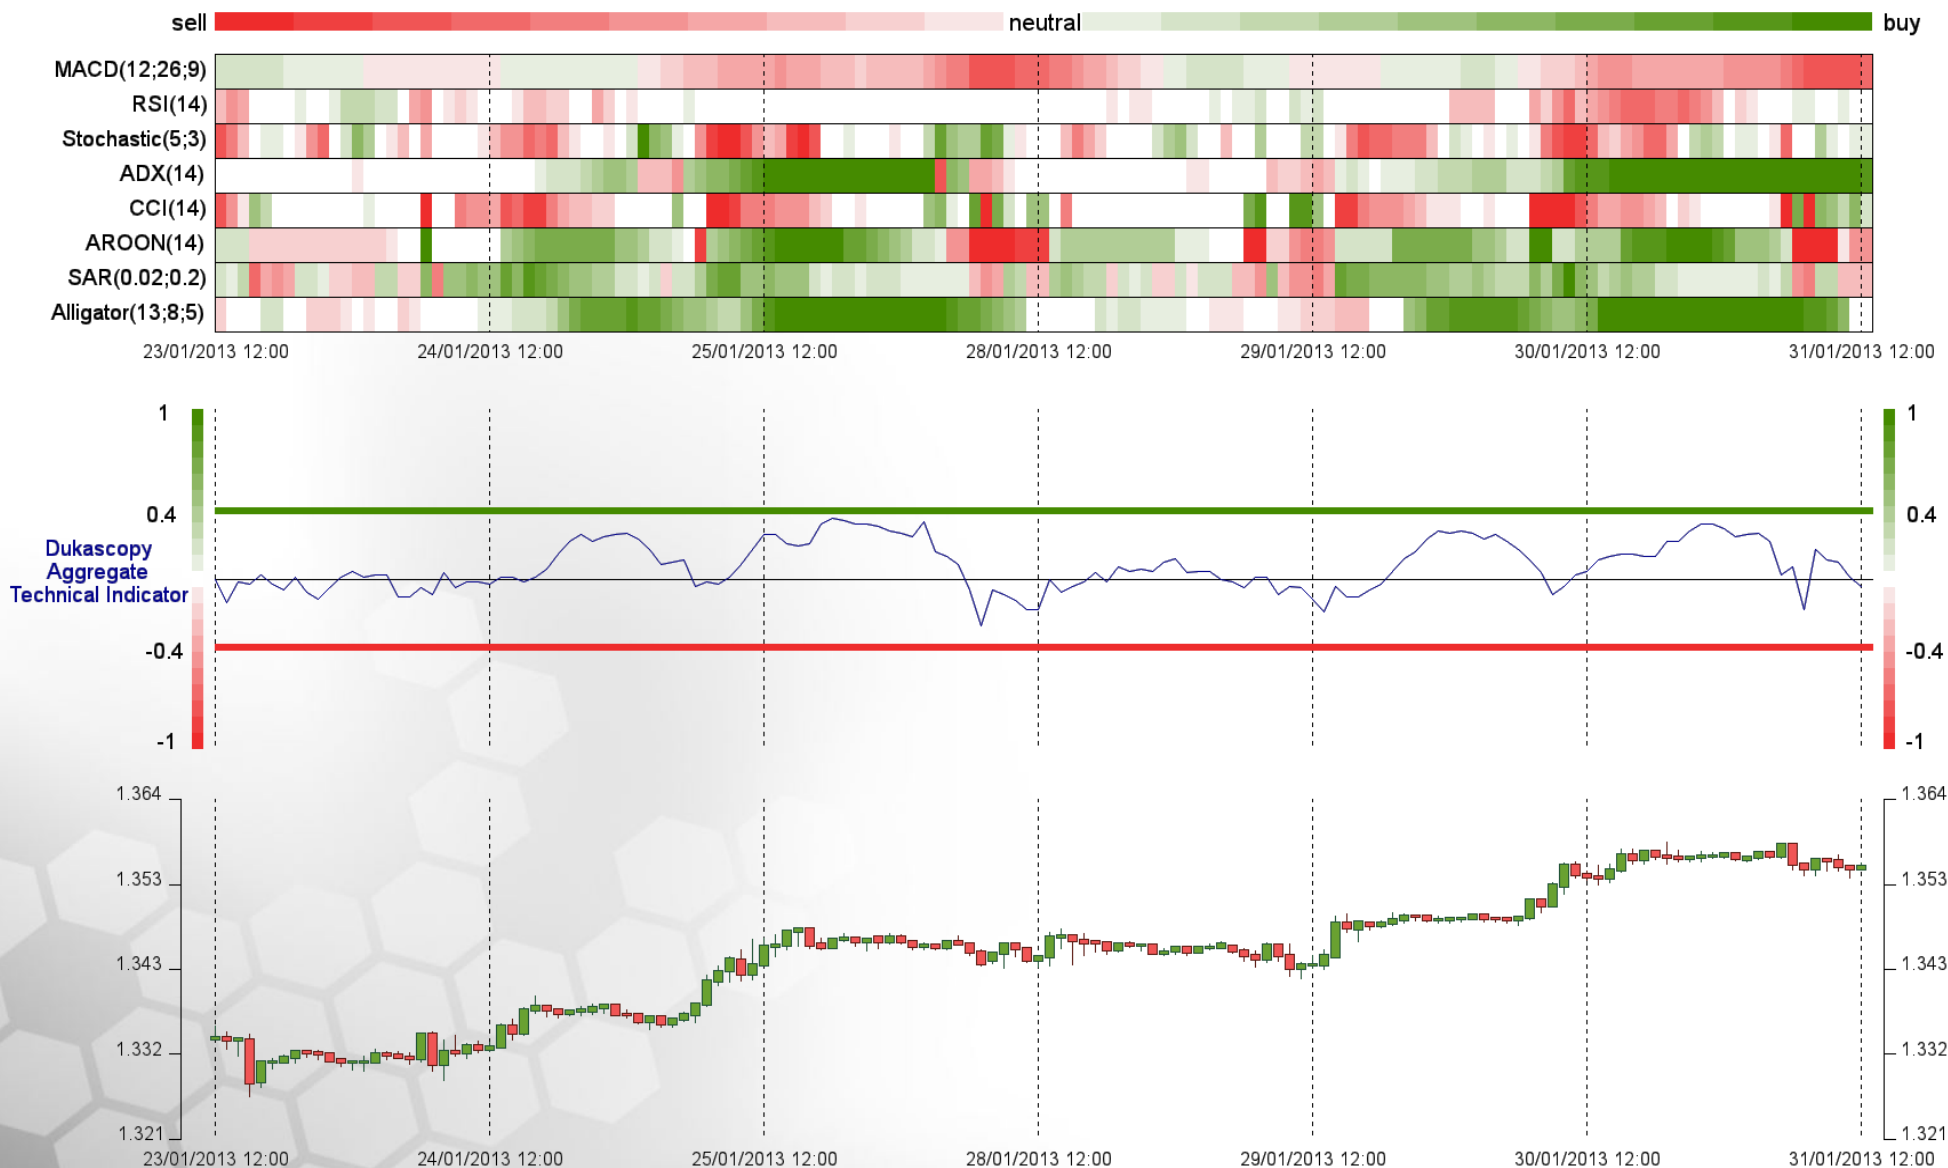 sell neutral buy
MACD(12;26;9)
RSI(14)
Stochastic(5;3)
ADX(14)
CCI(14)
AROON(14)
SAR(0.02;0.2)
Alligator(13;8;5)
23/01/2013 12:00 24/01/2013 12:00 25/01/2013 12:00 28/01/2013 12:00 29/01/2013 12:00 30/01/2013 12:00 31/01/2013 12:00
1 1
0.4 0.4
Dukascopy
Aggregate
Technical Indicator
-0.4 -0.4
-1 -1
1.364 1.364
1.353 1.353
1.343 1.343
1.332 1.332
1.321 1.321
23/01/2013 12:00 24/01/2013 12:00 25/01/2013 12:00 28/01/2013 12:00 29/01/2013 12:00 30/01/2013 12:00 31/01/2013 12:00